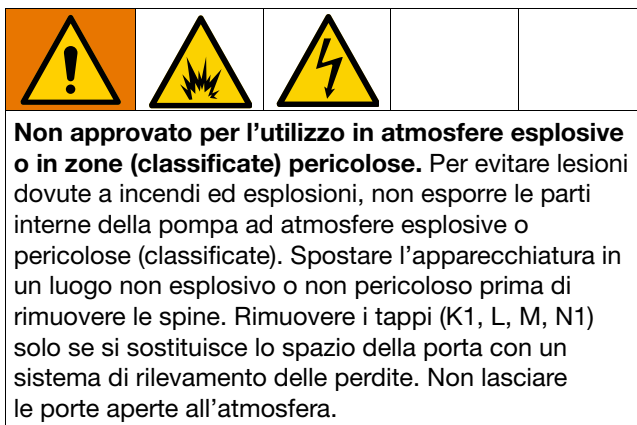 Non approvato per l'utilizzo in atmosfere esplosive
o in zone (classificate) pericolose. Per evitare lesioni
dovute a incendi ed esplosioni, non esporre le parti
interne della pompa ad atmosfere esplosive o
pericolose (classificate). Spostare l'apparecchiatura in
un luogo non esplosivo o non pericoloso prima di
rimuovere le spine. Rimuovere i tappi (K1, L, M, N1)
solo se si sostituisce lo spazio della porta con un
sistema di rilevamento delle perdite. Non lasciare
le porte aperte all'atmosfera.